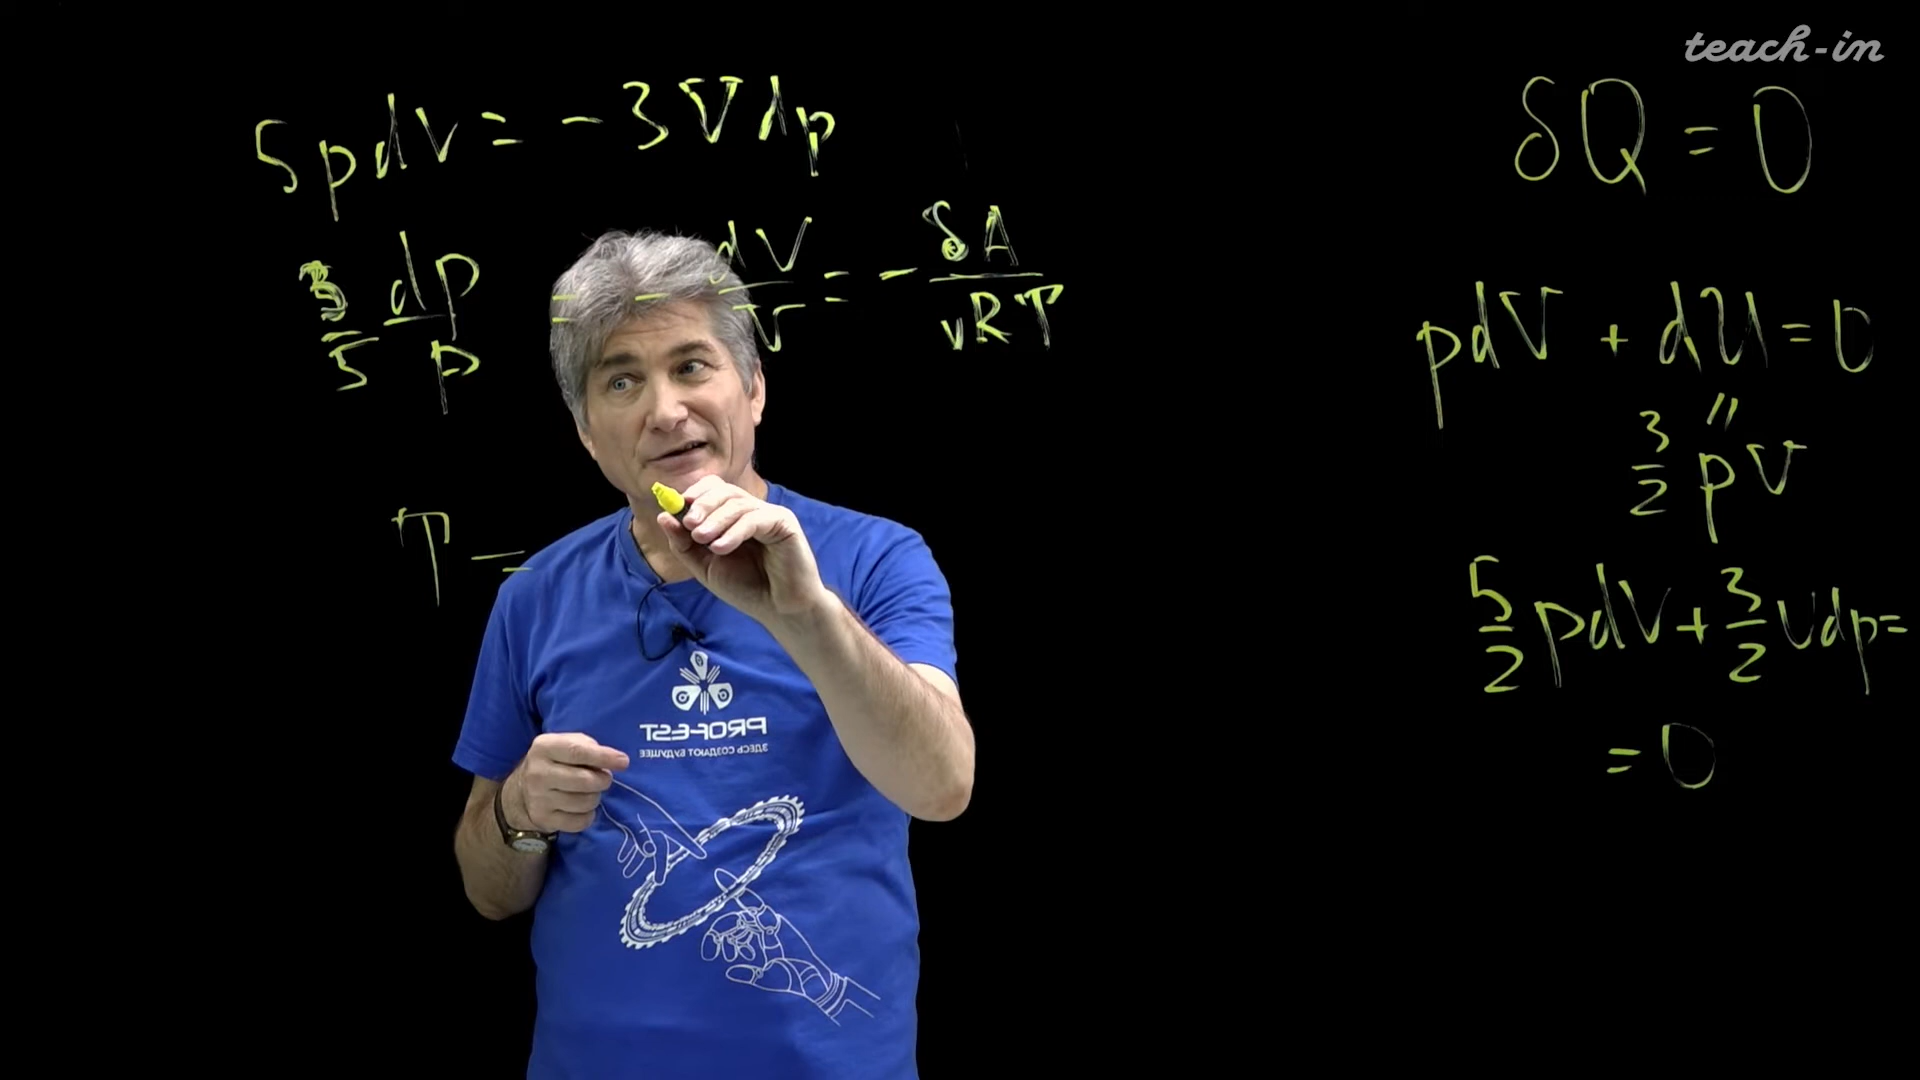 teach-in
5pdV = -3Vdp
3/5 dp/p = - dV/V = - δA/νRT
T =
δQ = 0
pdV + dU = 0
"
3/2 pV
5/2 pdV + 3/2 Vdp =
= 0
PROFEST
ЗДЕСЬ СОЗДАЮТ БУДУЩЕЕ